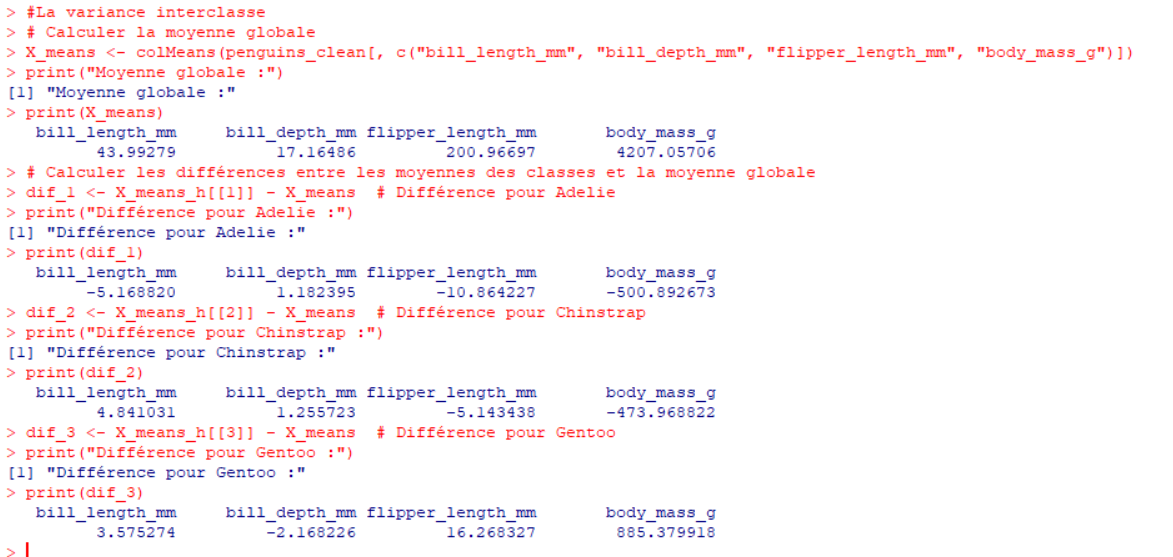 > #La variance interclasse
> # Calculer la moyenne globale
> X_means <- colMeans(penguins_clean[, c("bill_length_mm", "bill_depth_mm", "flipper_length_mm", "body_mass_g")])
> print("Moyenne globale :")
[1] "Moyenne globale :"
> print(X_means)
bill_length_mm bill_depth_mm flipper_length_mm body_mass_g
43.99279 17.16486 200.96697 4207.05706
> # Calculer les différences entre les moyennes des classes et la moyenne globale
> dif_1 <- X_means_h[[1]] - X_means # Différence pour Adelie
> print("Différence pour Adelie :")
[1] "Différence pour Adelie :"
> print(dif_1)
bill_length_mm bill_depth_mm flipper_length_mm body_mass_g
-5.168820 1.182395 -10.864227 -500.892673
> dif_2 <- X_means_h[[2]] - X_means # Différence pour Chinstrap
> print("Différence pour Chinstrap :")
[1] "Différence pour Chinstrap :"
> print(dif_2)
bill_length_mm bill_depth_mm flipper_length_mm body_mass_g
4.841031 1.255723 -5.143438 -473.968822
> dif_3 <- X_means_h[[3]] - X_means # Différence pour Gentoo
> print("Différence pour Gentoo :")
[1] "Différence pour Gentoo :"
> print(dif_3)
bill_length_mm bill_depth_mm flipper_length_mm body_mass_g
3.575274 -2.168226 16.268327 885.379918
>